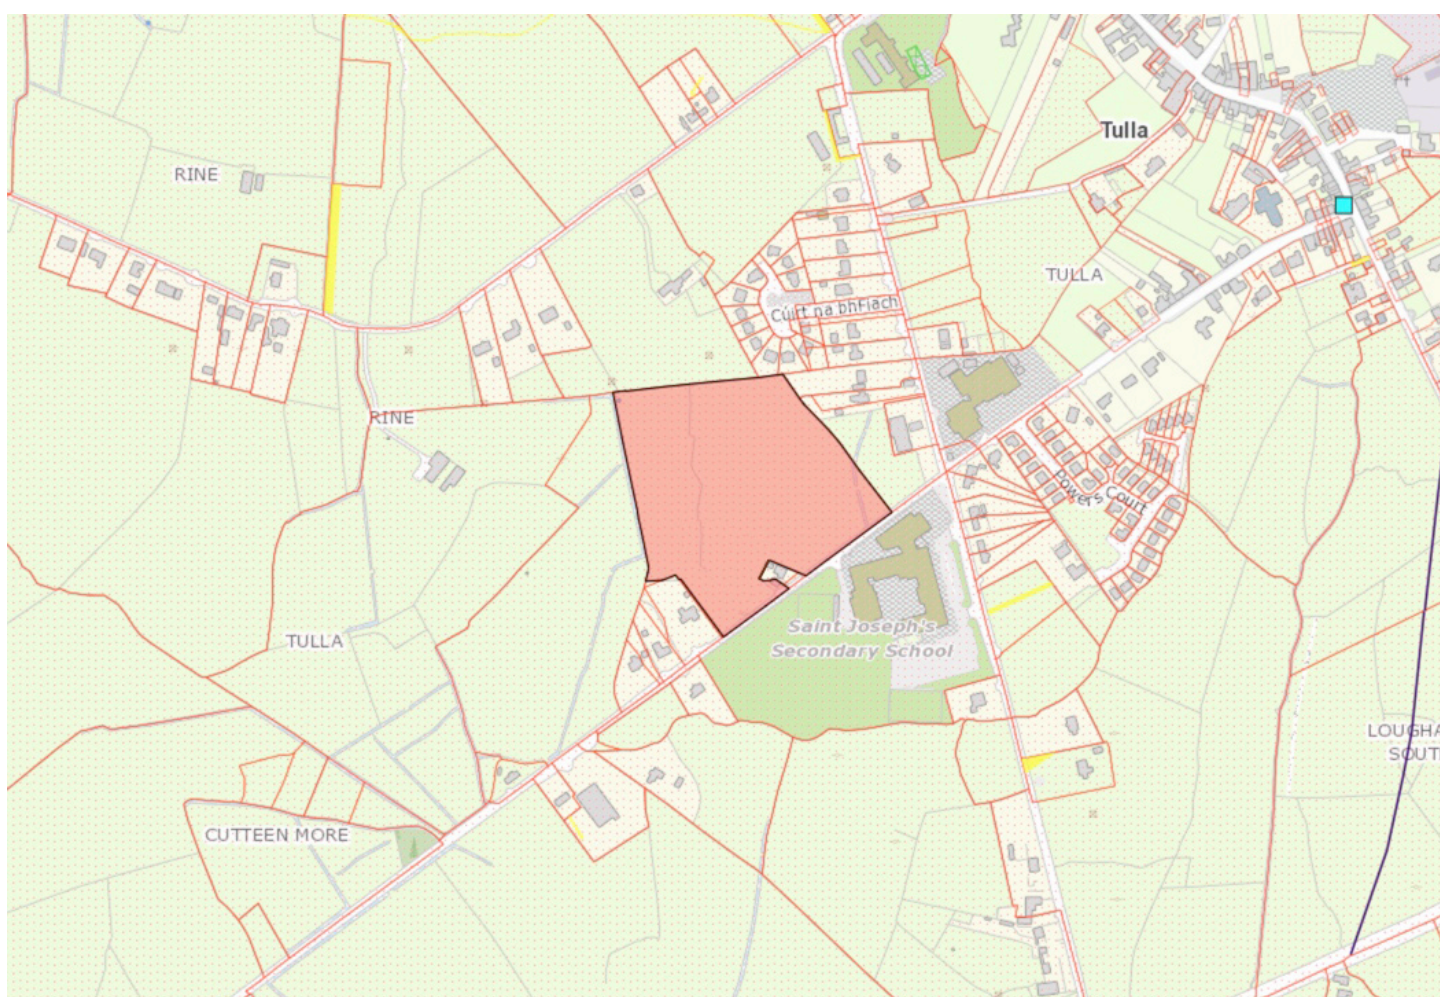 Tulla
RINE
TULLA
Cúirt na bhFiach
RINE
Powers Court
Saint Joseph's
Secondary School
TULLA
CUTTEEN MORE